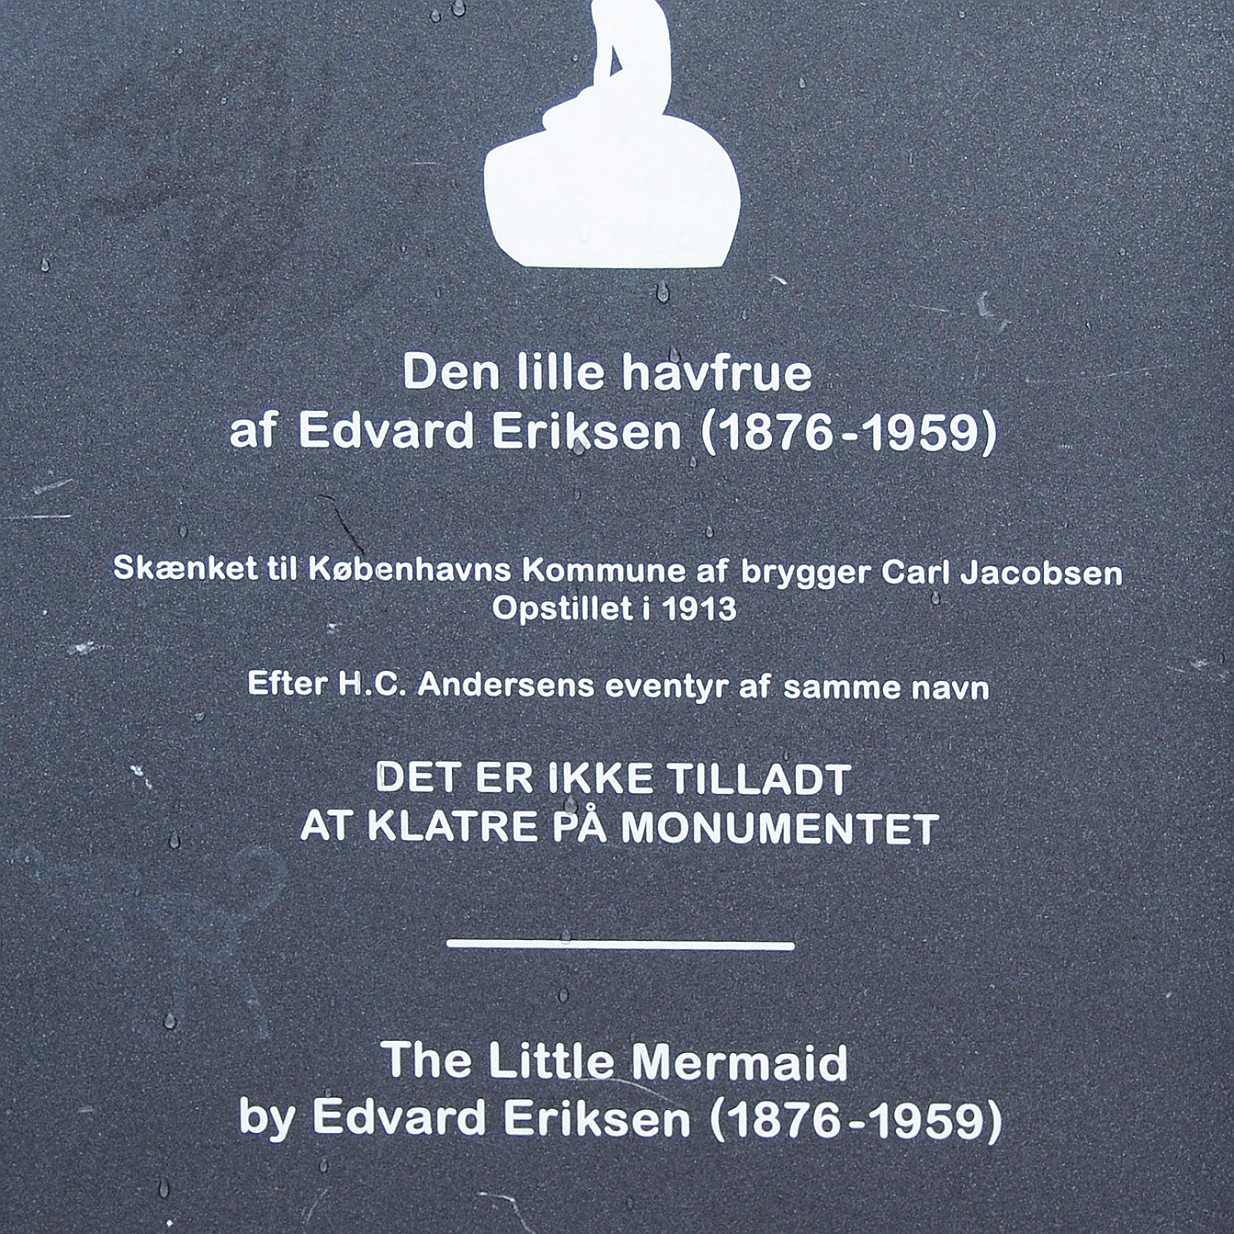 Den lille havfrue
af Edvard Eriksen (1876-1959)
Skænket til Københavns Kommune af brygger Carl Jacobsen
Opstillet i 1913
Efter H.C. Andersens eventyr af samme navn
DET ER IKKE TILLADT
AT KLATRE PÅ MONUMENTET
The Little Mermaid
by Edvard Eriksen (1876-1959)